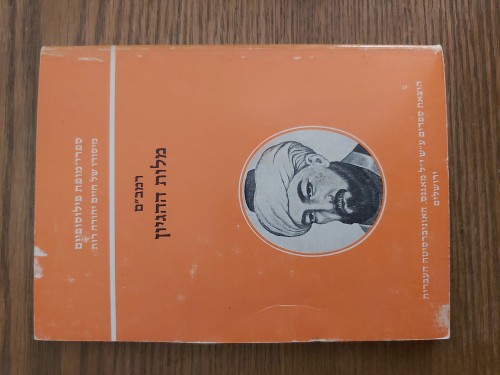 ספרי־מופת פילוסופיים
מיסודו של חיים יהודה רות
רמב״ם
מלות ההגיון
הוצאת ספרים ע״ש י״ל מאגנס האוניברסיטה העברית
ירושלים